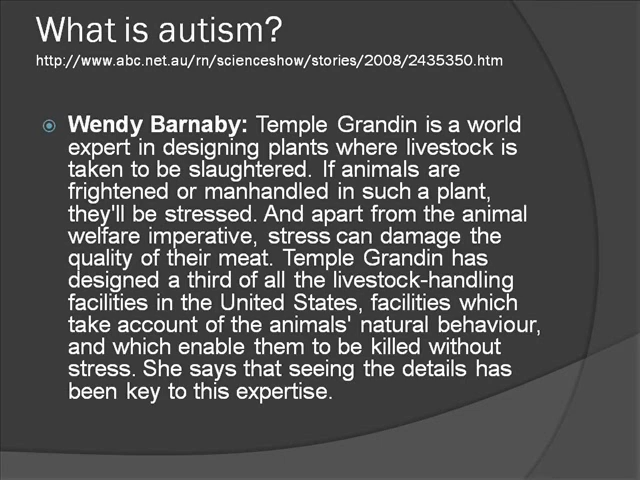 What is autism?
http://www.abc.net.au/rn/scienceshow/stories/2008/2435350.htm
Wendy Barnaby: Temple Grandin is a world
expert in designing plants where livestock is
taken to be slaughtered. If animals are
frightened or manhandled in such a plant,
they'll be stressed. And apart from the animal
welfare imperative, stress can damage the
quality of their meat. Temple Grandin has
designed a third of all the livestock-handling
facilities in the United States, facilities which
take account of the animals' natural behaviour,
and which enable them to be killed without
stress. She says that seeing the details has
been key to this expertise.